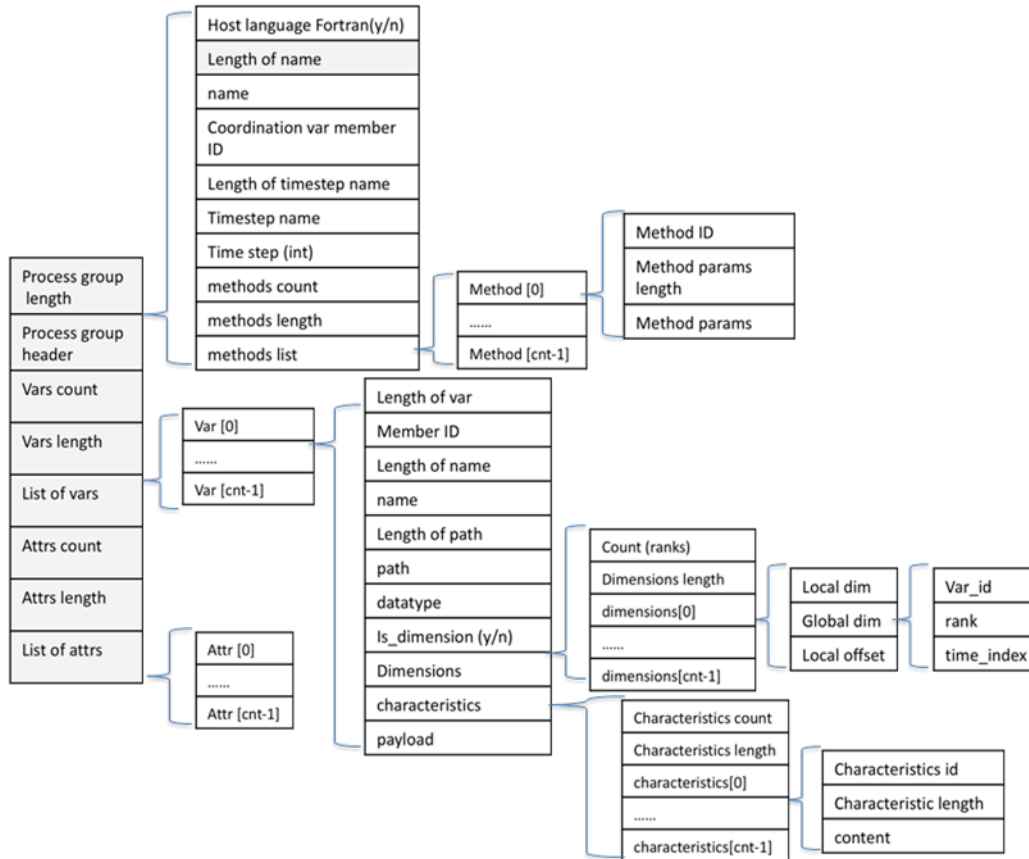 Host language Fortran(y/n)
Length of name
name
Coordination var member
ID
Length of timestep name
Timestep name
Time step (int)
methods count
methods length
methods list
Method [0]
......
Method [cnt-1]
Method ID
Method params
length
Method params
Process group
length
Process group
header
Vars count
Vars length
List of vars
Attrs count
Attrs length
List of attrs
Var [0]
......
Var [cnt-1]
Attr [0]
......
Attr [cnt-1]
Length of var
Member ID
Length of name
name
Length of path
path
datatype
Is_dimension (y/n)
Dimensions
characteristics
payload
Count (ranks)
Dimensions length
dimensions[0]
......
dimensions[cnt-1]
Local dim
Global dim
Local offset
Var_id
rank
time_index
Characteristics count
Characteristics length
characteristics[0]
......
characteristics[cnt-1]
Characteristics id
Characteristic length
content